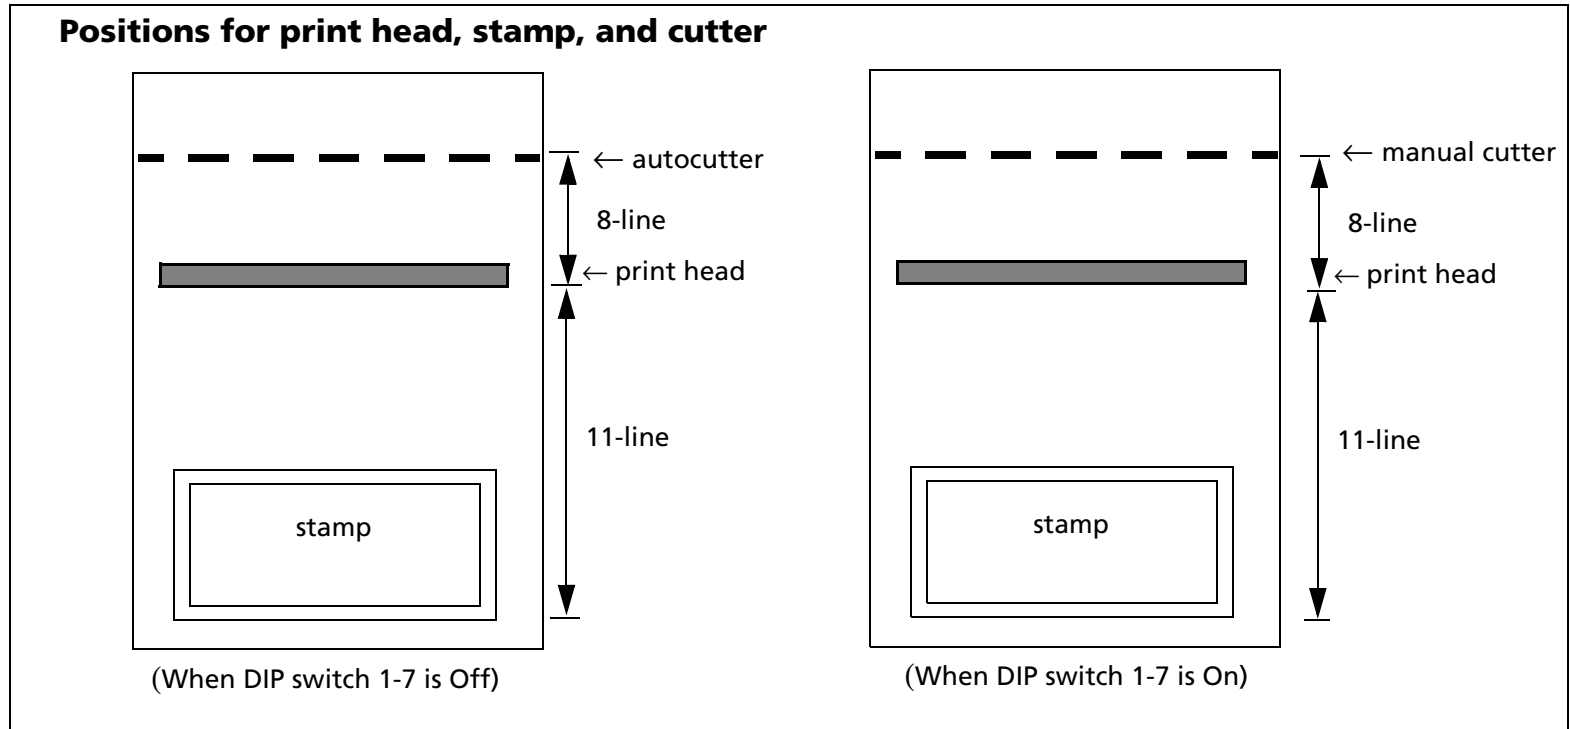 Positions for print head, stamp, and cutter
← autocutter
8-line
← print head
11-line
stamp
(When DIP switch 1-7 is Off)
← manual cutter
8-line
← print head
11-line
stamp
(When DIP switch 1-7 is On)